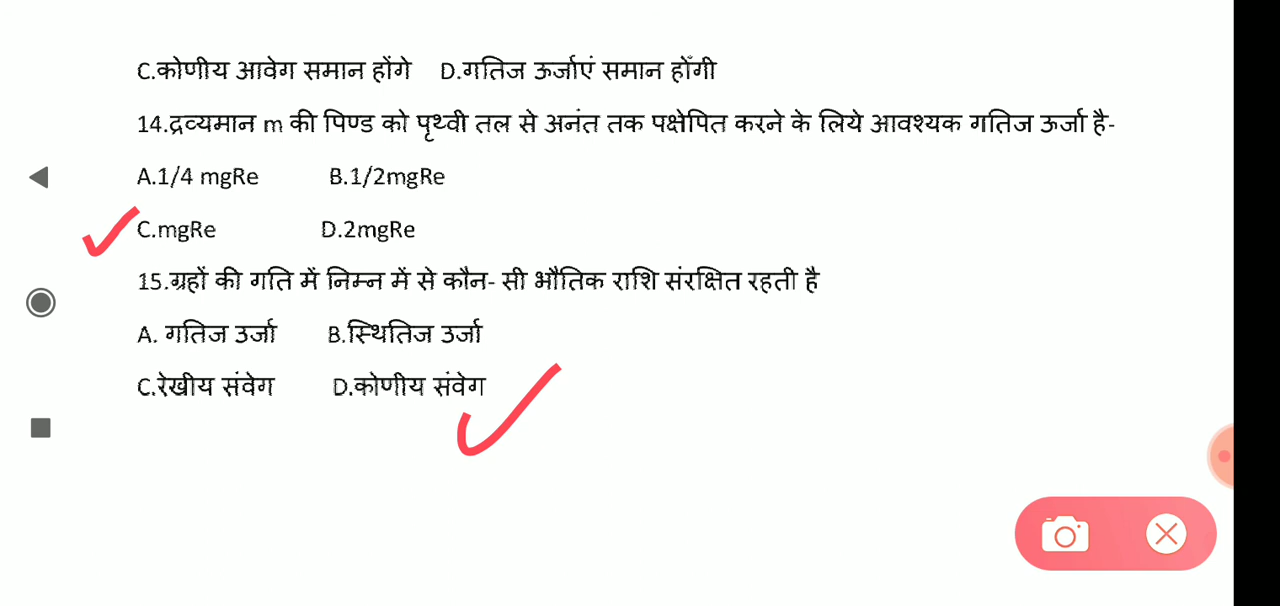 C.कोणीय आवेग समान होंगे D.गतिज ऊर्जाएं समान होँगी
14.द्रव्यमान m की पिण्ड को पृथ्वी तल से अनंत तक पक्षेपित करने के लिये आवश्यक गतिज ऊर्जा है-
A.1/4 mgRe B.1/2mgRe
C.mgRe D.2mgRe
15.ग्रहों की गति में निम्न में से कौन- सी भौतिक राशि संरक्षित रहती है
A. गतिज उर्जा B.स्थितिज उर्जा
C.रेखीय संवेग D.कोणीय संवेग